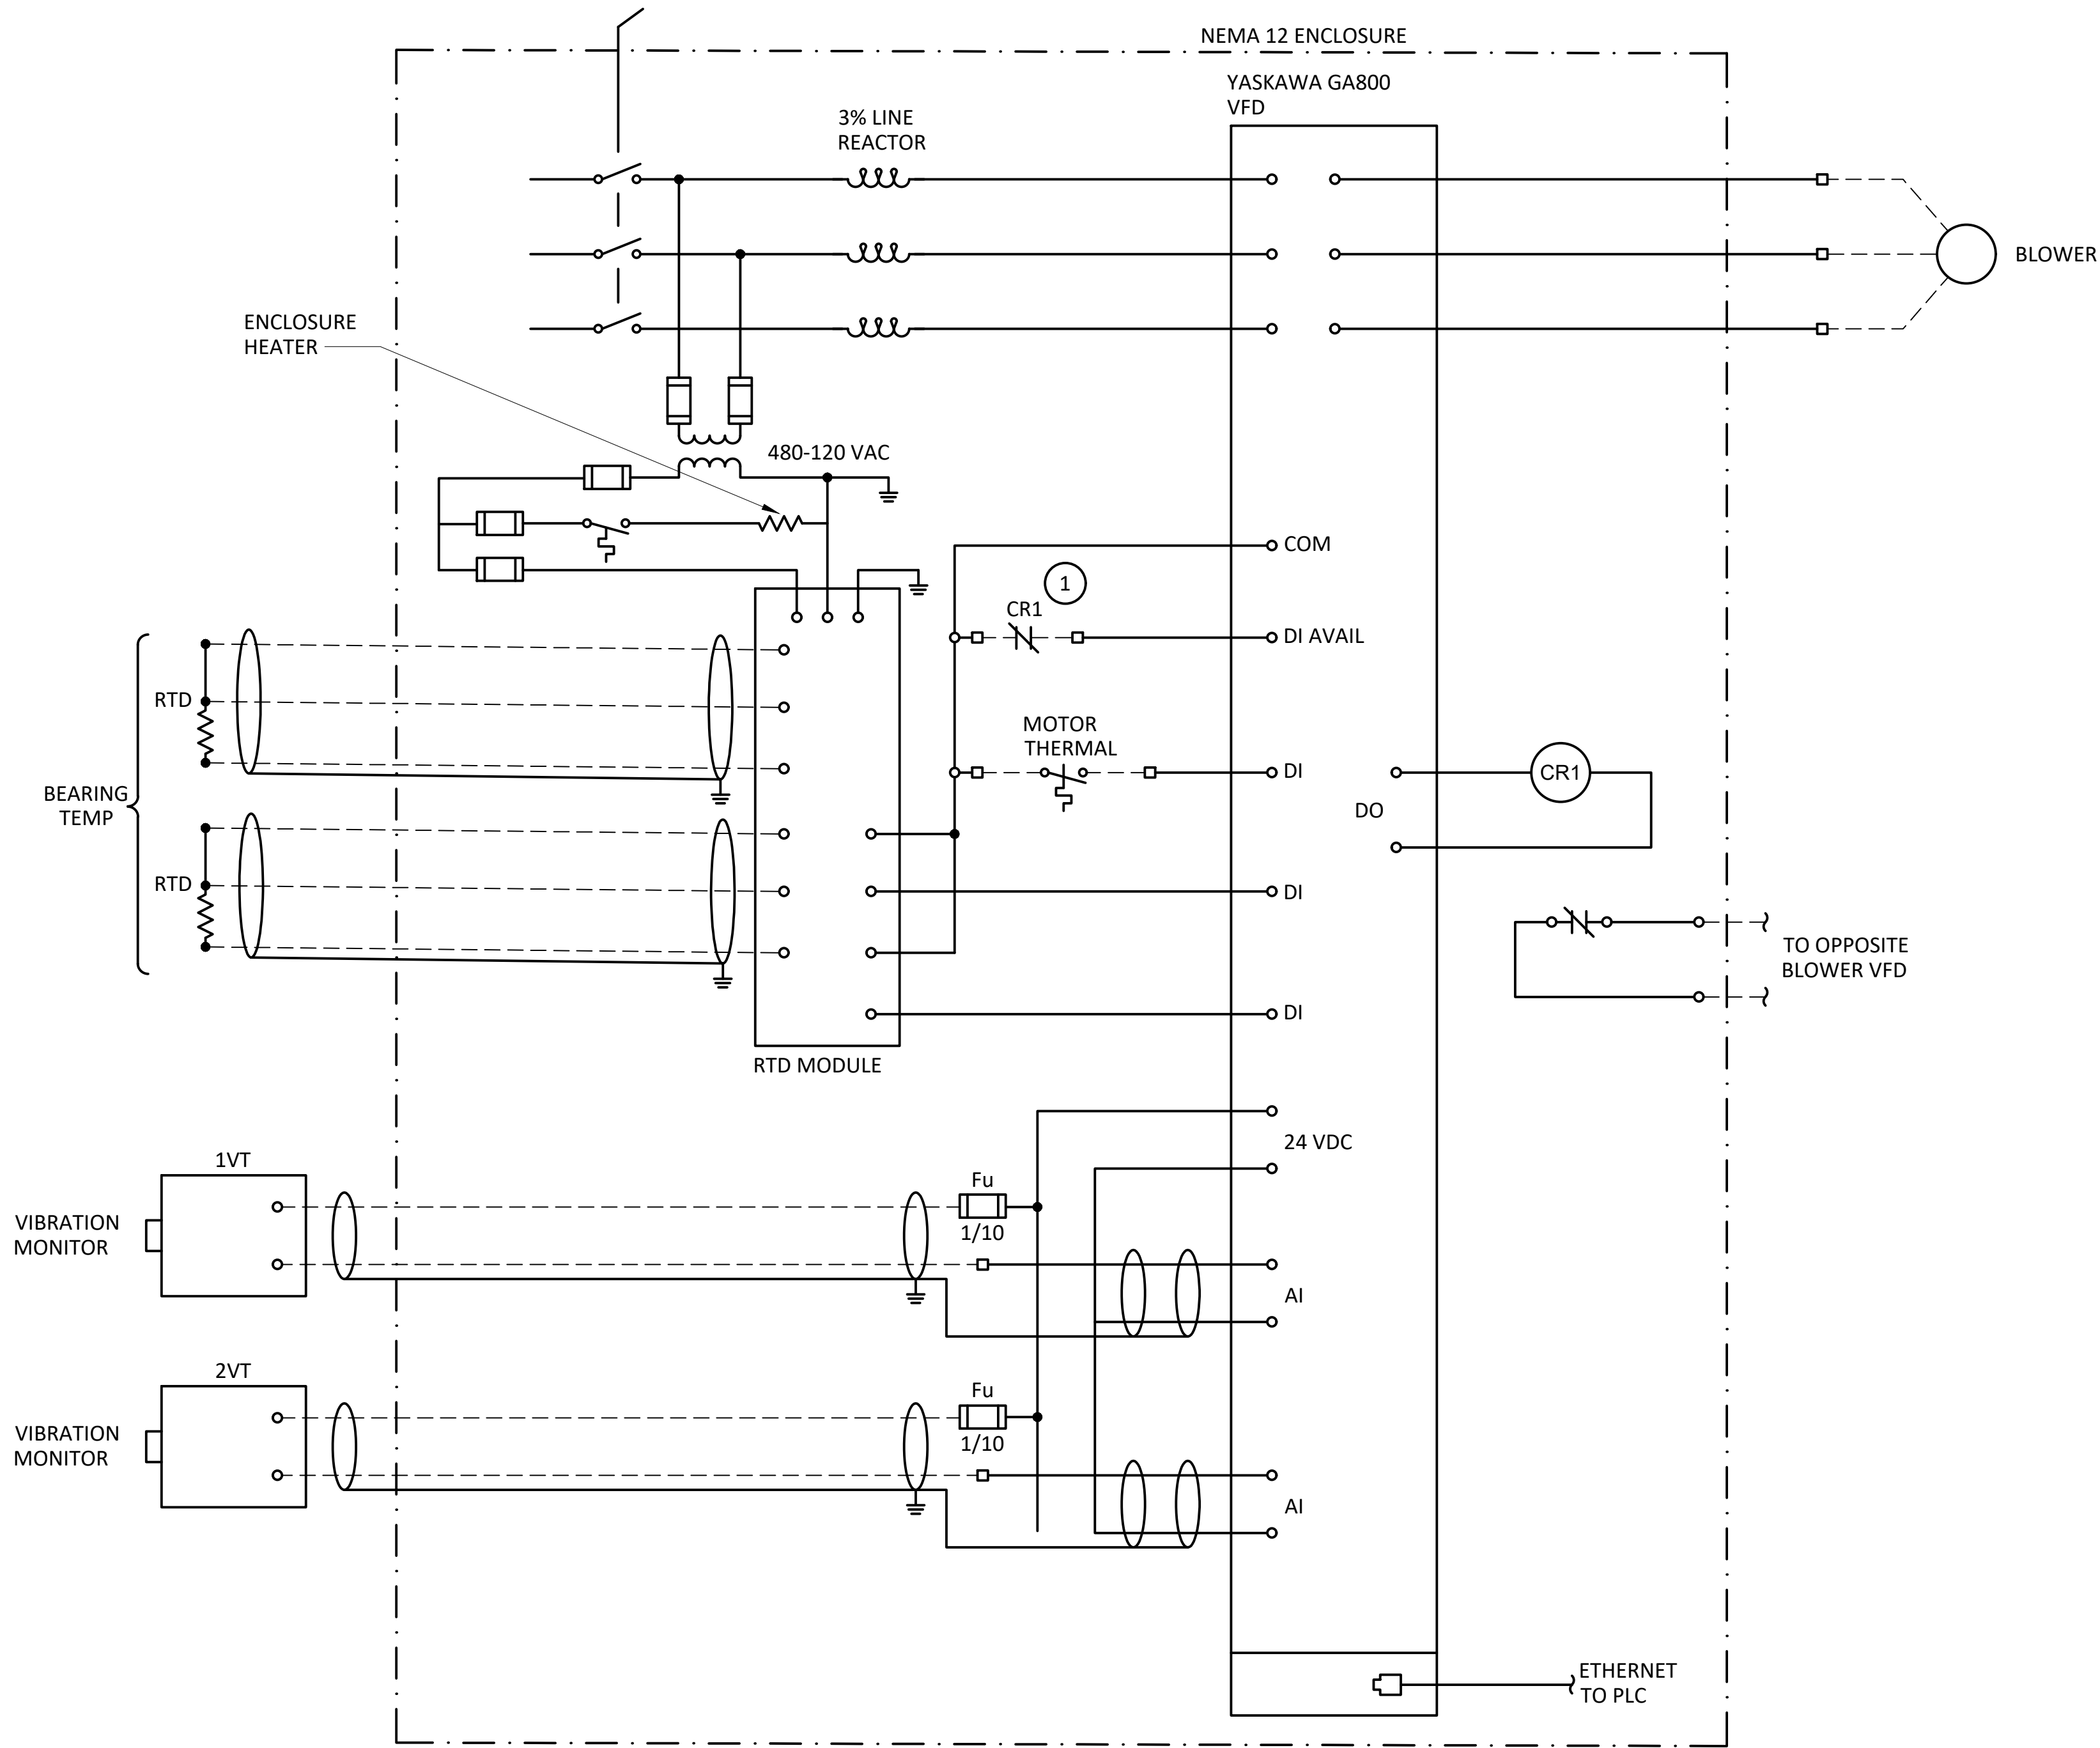 NEMA 12 ENCLOSURE
YASKAWA GA800
VFD
3% LINE
REACTOR
BLOWER
ENCLOSURE
HEATER
480-120 VAC
COM
1
CR1
DI AVAIL
RTD
MOTOR
THERMAL
DI
CR1
DO
BEARING
TEMP
RTD
DI
TO OPPOSITE
BLOWER VFD
DI
RTD MODULE
24 VDC
1VT
Fu
VIBRATION
MONITOR
1/10
AI
2VT
Fu
VIBRATION
MONITOR
1/10
AI
ETHERNET
TO PLC